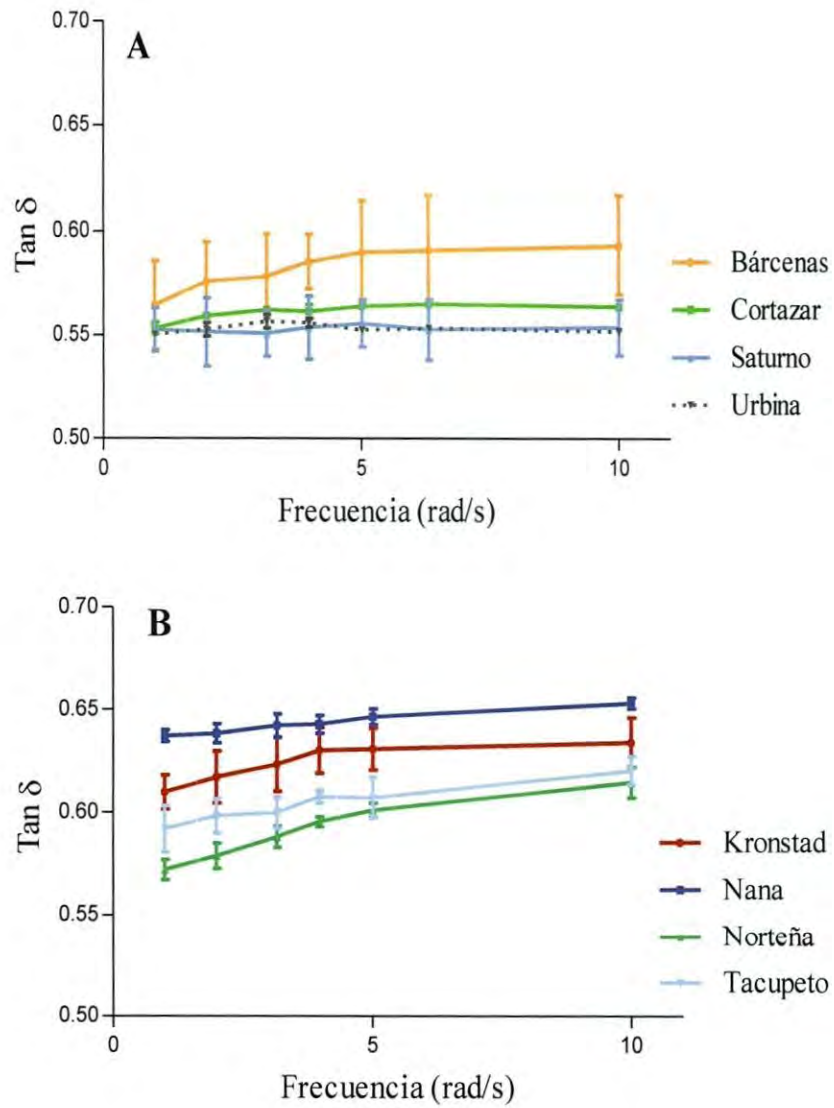 A
0.70
0.65
0.60
0.55
0.50
Tan δ
0
5
10
Frecuencia (rad/s)
Bárcenas
Cortazar
Saturno
Urbina
B
0.70
0.65
0.60
0.55
0.50
Tan δ
0
5
10
Frecuencia (rad/s)
Kronstad
Nana
Norteña
Tacupeto